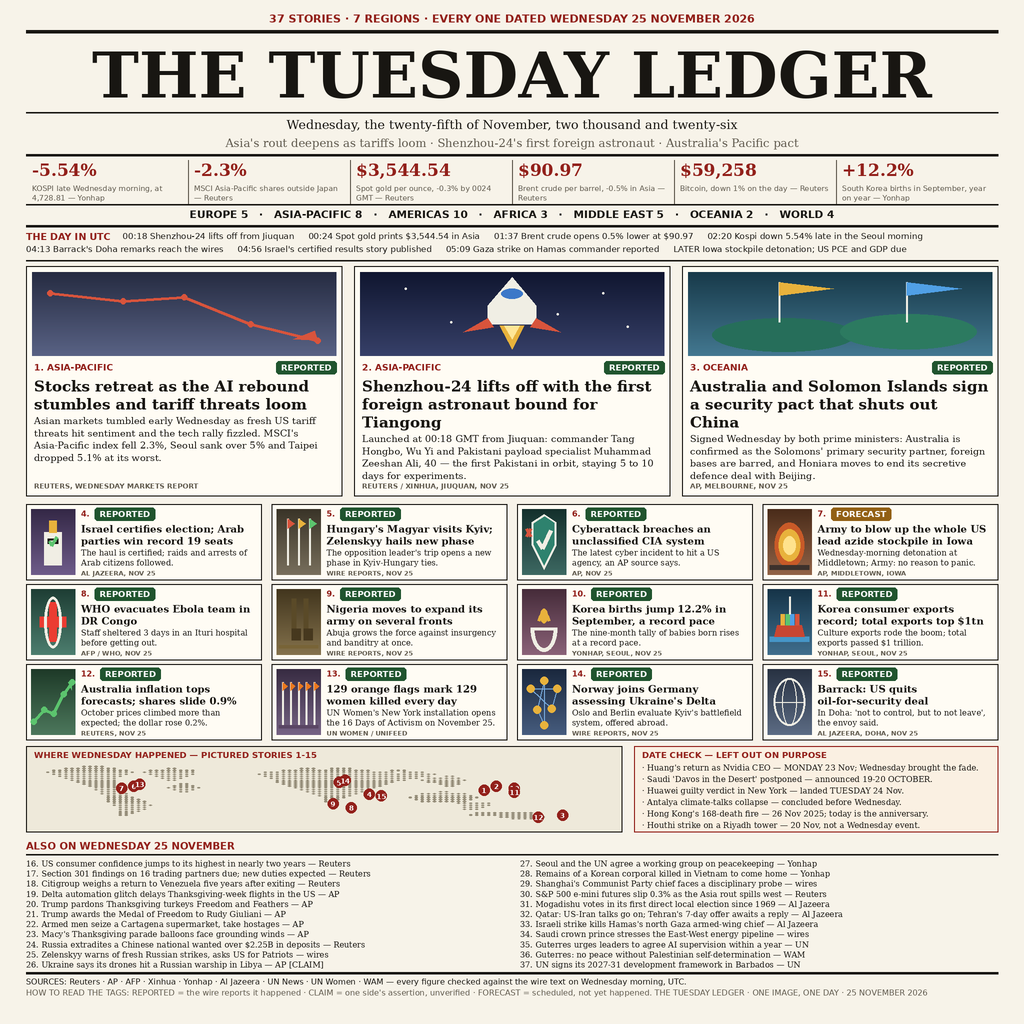 37 STORIES · 7 REGIONS · EVERY ONE DATED WEDNESDAY 25 NOVEMBER 2026
THE TUESDAY LEDGER
Wednesday, the twenty-fifth of November, two thousand and twenty-six
Asia's rout deepens as tariffs loom · Shenzhou-24's first foreign astronaut · Australia's Pacific pact
-5.54%
KOSPI late Wednesday morning, at
4,728.81 — Yonhap
-2.3%
MSCI Asia-Pacific shares outside Japan
— Reuters
$3,544.54
Spot gold per ounce, -0.3% by 0024
GMT — Reuters
$90.97
Brent crude per barrel, -0.5% in Asia —
Reuters
$59,258
Bitcoin, down 1% on the day — Reuters
+12.2%
South Korea births in September, year
on year — Yonhap
EUROPE 5 · ASIA-PACIFIC 8 · AMERICAS 10 · AFRICA 3 · MIDDLE EAST 5 · OCEANIA 2 · WORLD 4
THE DAY IN UTC 00:18 Shenzhou-24 lifts off from Jiuquan 00:24 Spot gold prints $3,544.54 in Asia 01:37 Brent crude opens 0.5% lower at $90.97 02:20 Kospi down 5.54% late in the Seoul morning
04:13 Barrack's Doha remarks reach the wires 04:56 Israel's certified results story published 05:09 Gaza strike on Hamas commander reported LATER Iowa stockpile detonation; US PCE and GDP due
1. ASIA-PACIFIC REPORTED
Stocks retreat as the AI rebound
stumbles and tariff threats loom
Asian markets tumbled early Wednesday as fresh US tariff
threats hit sentiment and the tech rally fizzled. MSCI's
Asia-Pacific index fell 2.3%, Seoul sank over 5% and Taipei
dropped 5.1% at its worst.
REUTERS, WEDNESDAY MARKETS REPORT
2. ASIA-PACIFIC REPORTED
Shenzhou-24 lifts off with the first
foreign astronaut bound for
Tiangong
Launched at 00:18 GMT from Jiuquan: commander Tang
Hongbo, Wu Yi and Pakistani payload specialist Muhammad
Zeeshan Ali, 40 — the first Pakistani in orbit, staying 5 to 10
days for experiments.
REUTERS / XINHUA, JIUQUAN, NOV 25
3. OCEANIA REPORTED
Australia and Solomon Islands sign
a security pact that shuts out
China
Signed Wednesday by both prime ministers: Australia is
confirmed as the Solomons' primary security partner, foreign
bases are barred, and Honiara moves to end its secretive
defence deal with Beijing.
AP, MELBOURNE, NOV 25
4. REPORTED
Israel certifies election; Arab
parties win record 19 seats
The haul is certified; raids and arrests of
Arab citizens followed.
AL JAZEERA, NOV 25
5. REPORTED
Hungary's Magyar visits Kyiv;
Zelenskyy hails new phase
The opposition leader's trip opens a new
phase in Kyiv-Hungary ties.
WIRE REPORTS, NOV 25
6. REPORTED
Cyberattack breaches an
unclassified CIA system
The latest cyber incident to hit a US
agency, an AP source says.
AP, NOV 25
7. FORECAST
Army to blow up the whole US
lead azide stockpile in Iowa
Wednesday-morning detonation at
Middletown; Army: no reason to panic.
AP, MIDDLETOWN, IOWA
8. REPORTED
WHO evacuates Ebola team in
DR Congo
Staff sheltered 3 days in an Ituri hospital
before getting out.
AFP / WHO, NOV 25
9. REPORTED
Nigeria moves to expand its
army on several fronts
Abuja grows the force against insurgency
and banditry at once.
WIRE REPORTS, NOV 25
10. REPORTED
Korea births jump 12.2% in
September, a record pace
The nine-month tally of babies born rises
at a record pace.
YONHAP, SEOUL, NOV 25
11. REPORTED
Korea consumer exports
record; total exports top $1tn
Culture exports rode the boom; total
exports passed $1 trillion.
YONHAP, SEOUL, NOV 25
12. REPORTED
Australia inflation tops
forecasts; shares slide 0.9%
October prices climbed more than
expected; the dollar rose 0.2%.
REUTERS, NOV 25
13. REPORTED
129 orange flags mark 129
women killed every day
UN Women's New York installation opens
the 16 Days of Activism on November 25.
UN WOMEN / UNIFEED
14. REPORTED
Norway joins Germany
assessing Ukraine's Delta
Oslo and Berlin evaluate Kyiv's battlefield
system, offered abroad.
WIRE REPORTS, NOV 25
15. REPORTED
Barrack: US quits
oil-for-security deal
In Doha: 'not to control, but to not leave',
the envoy said.
AL JAZEERA, DOHA, NOV 25
WHERE WEDNESDAY HAPPENED — PICTURED STORIES 1-15
7 13 14 4 15 9 8 1 2 11 12 3
DATE CHECK — LEFT OUT ON PURPOSE
· Huang's return as Nvidia CEO — MONDAY 23 Nov; Wednesday brought the fade.
· Saudi 'Davos in the Desert' postponed — announced 19-20 OCTOBER.
· Huawei guilty verdict in New York — landed TUESDAY 24 Nov.
· Antalya climate-talks collapse — concluded before Wednesday.
· Hong Kong's 168-death fire — 26 Nov 2025; today is the anniversary.
· Houthi strike on a Riyadh tower — 20 Nov, not a Wednesday event.
ALSO ON WEDNESDAY 25 NOVEMBER
16. US consumer confidence jumps to its highest in nearly two years — Reuters
17. Section 301 findings on 16 trading partners due; new duties expected — Reuters
18. Citigroup weighs a return to Venezuela five years after exiting — Reuters
19. Delta automation glitch delays Thanksgiving-week flights in the US — AP
20. Trump pardons Thanksgiving turkeys Freedom and Feathers — AP
21. Trump awards the Medal of Freedom to Rudy Giuliani — AP
22. Armed men seize a Cartagena supermarket, take hostages — AP
23. Macy's Thanksgiving parade balloons face grounding winds — AP
24. Russia extradites a Chinese national wanted over $2.25B in deposits — Reuters
25. Zelenskyy warns of fresh Russian strikes, asks US for Patriots — wires
26. Ukraine says its drones hit a Russian warship in Libya — AP [CLAIM]
27. Seoul and the UN agree a working group on peacekeeping — Yonhap
28. Remains of a Korean corporal killed in Vietnam to come home — Yonhap
29. Shanghai's Communist Party chief faces a disciplinary probe — wires
30. S&P 500 e-mini futures slip 0.3% as the Asia rout spills west — Reuters
31. Mogadishu votes in its first direct local election since 1969 — Al Jazeera
32. Qatar: US-Iran talks go on; Tehran's 7-day offer awaits a reply — Al Jazeera
33. Israeli strike kills Hamas's north Gaza armed-wing chief — Al Jazeera
34. Saudi crown prince stresses the East-West energy pipeline — wires
35. Guterres urges leaders to agree AI supervision within a year — UN
36. Guterres: no peace without Palestinian self-determination — WAM
37. UN signs its 2027-31 development framework in Barbados — UN
SOURCES: Reuters · AP · AFP · Xinhua · Yonhap · Al Jazeera · UN News · UN Women · WAM — every figure checked against the wire text on Wednesday morning, UTC.
HOW TO READ THE TAGS: REPORTED = the wire reports it happened · CLAIM = one side's assertion, unverified · FORECAST = scheduled, not yet happened. THE TUESDAY LEDGER · ONE IMAGE, ONE DAY · 25 NOVEMBER 2026